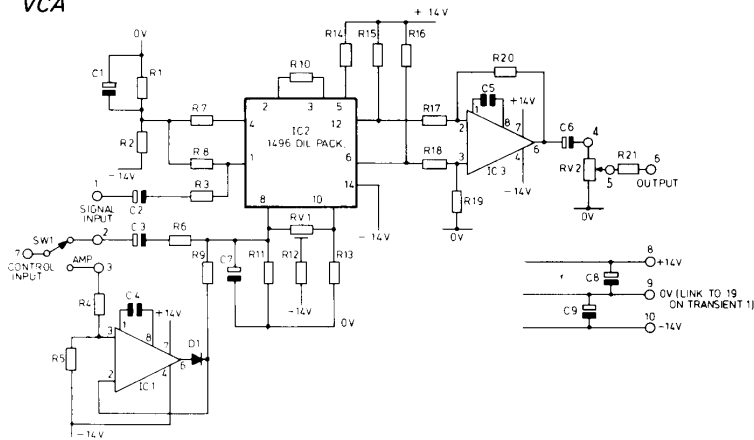 VCA
+ 14V
0V
R14
R15
R16
C1
R1
R10
R20
C5
+14V
2
3
5
R7
4
IC2
1496 DIL PACK.
12
R17
2
1
8
7
6
C6
4
R2
R8
1
6
R18
3
4
IC3
RV2
R21
6
-14V
R3
14
-14V
5
OUTPUT
1
C2
8
10
R19
SIGNAL
INPUT
0V
0V
-14V
SW1
2
C3
R6
RV1
7
CONTROL
INPUT
AMP
3
R9
C7
R11
R12
R13
8
+14V
C8
-14V
0V
9
0V (LINK TO 19
ON TRANSIENT 1)
R4
C4
+14V
C9
10
-14V
1
8
7
D1
3
6
R5
2
4
IC1
-14V